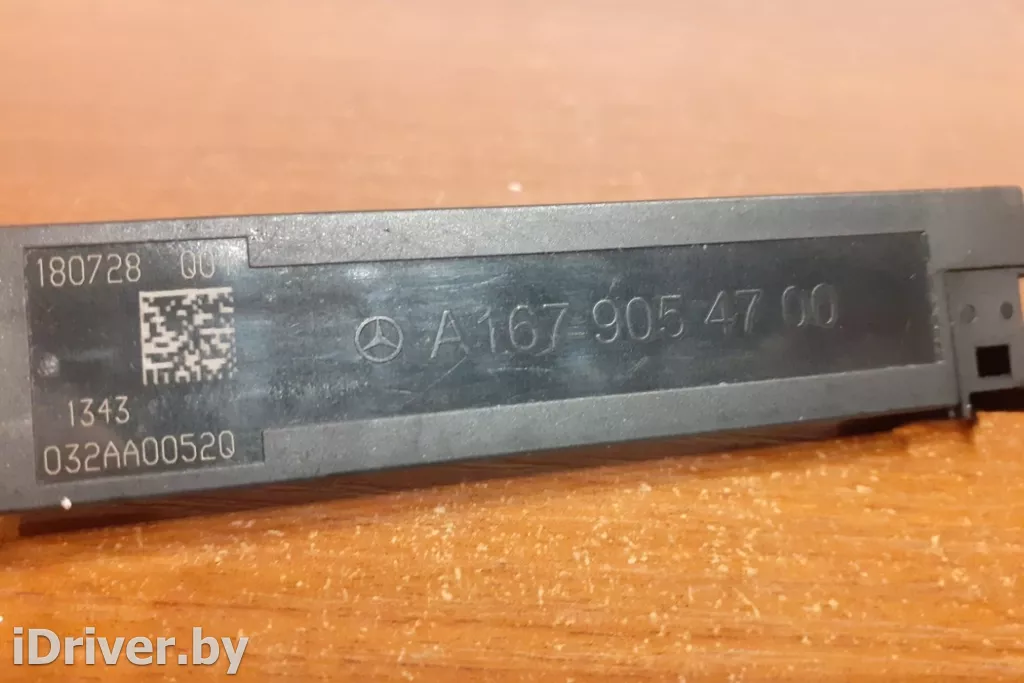 180728 Q0
A 167 905 47 00
1343
032AA0052Q
iDriver.by